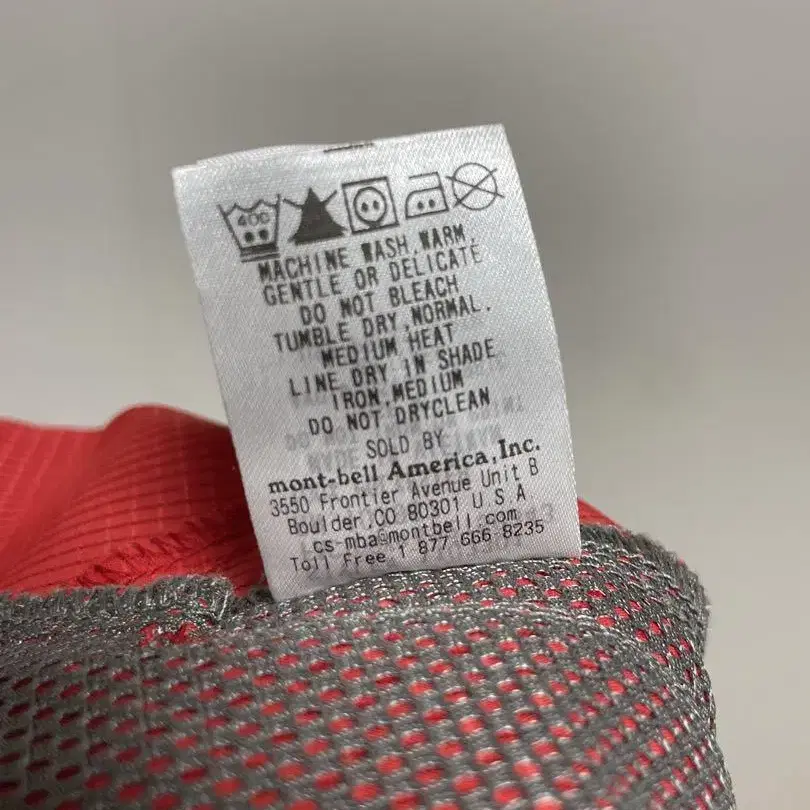 40C
MACHINE WASH.WARM.
GENTLE OR DELICATE
DO NOT BLEACH
TUMBLE DRY.NORMAL.
MEDIUM HEAT
LINE DRY IN SHADE
IRON.MEDIUM
DO NOT DRYCLEAN
SOLD BY
mont-bell America,Inc.
3550 Frontier Avenue Unit B
Boulder.CO 80301 U S A
cs-mba@montbell.com
Toll Free 1 877 666 8235